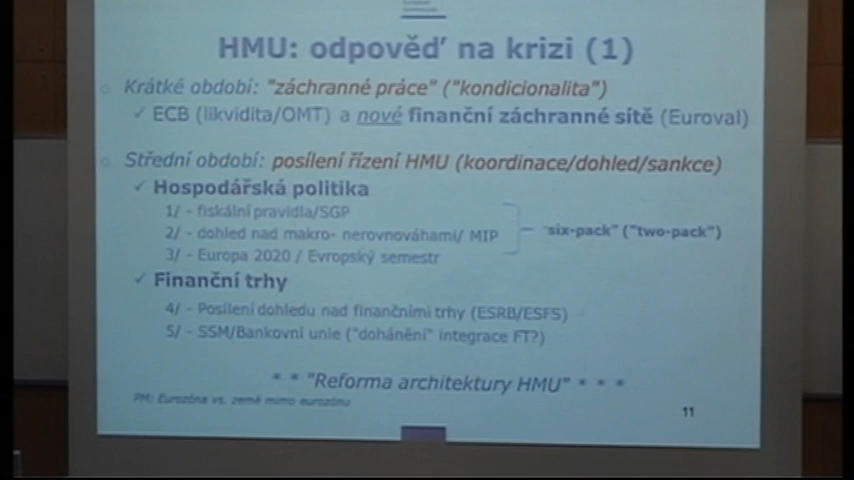 HMU: odpověď na krizi (1)
Krátké období: "záchranné práce" ("kondicionalita")
✓ ECB (likvidita/OMT) a nové finanční záchranné sítě (Euroval)
Střední období: posílení řízení HMU (koordinace/dohled/sankce)
✓ Hospodářská politika
1/ - fiskální pravidla/SGP
2/ - dohled nad makro- nerovnováhami/ MIP
"six-pack" ("two-pack")
3/ - Europa 2020 / Evropský semestr
✓ Finanční trhy
4/ - Posílení dohledu nad finančními trhy (ESRB/ESFS)
5/ - SSM/Bankovní unie ("dohánění" integrace FT?)
* * "Reforma architektury HMU" * * *
PM: Eurozóna vs. země mimo eurozónu
11